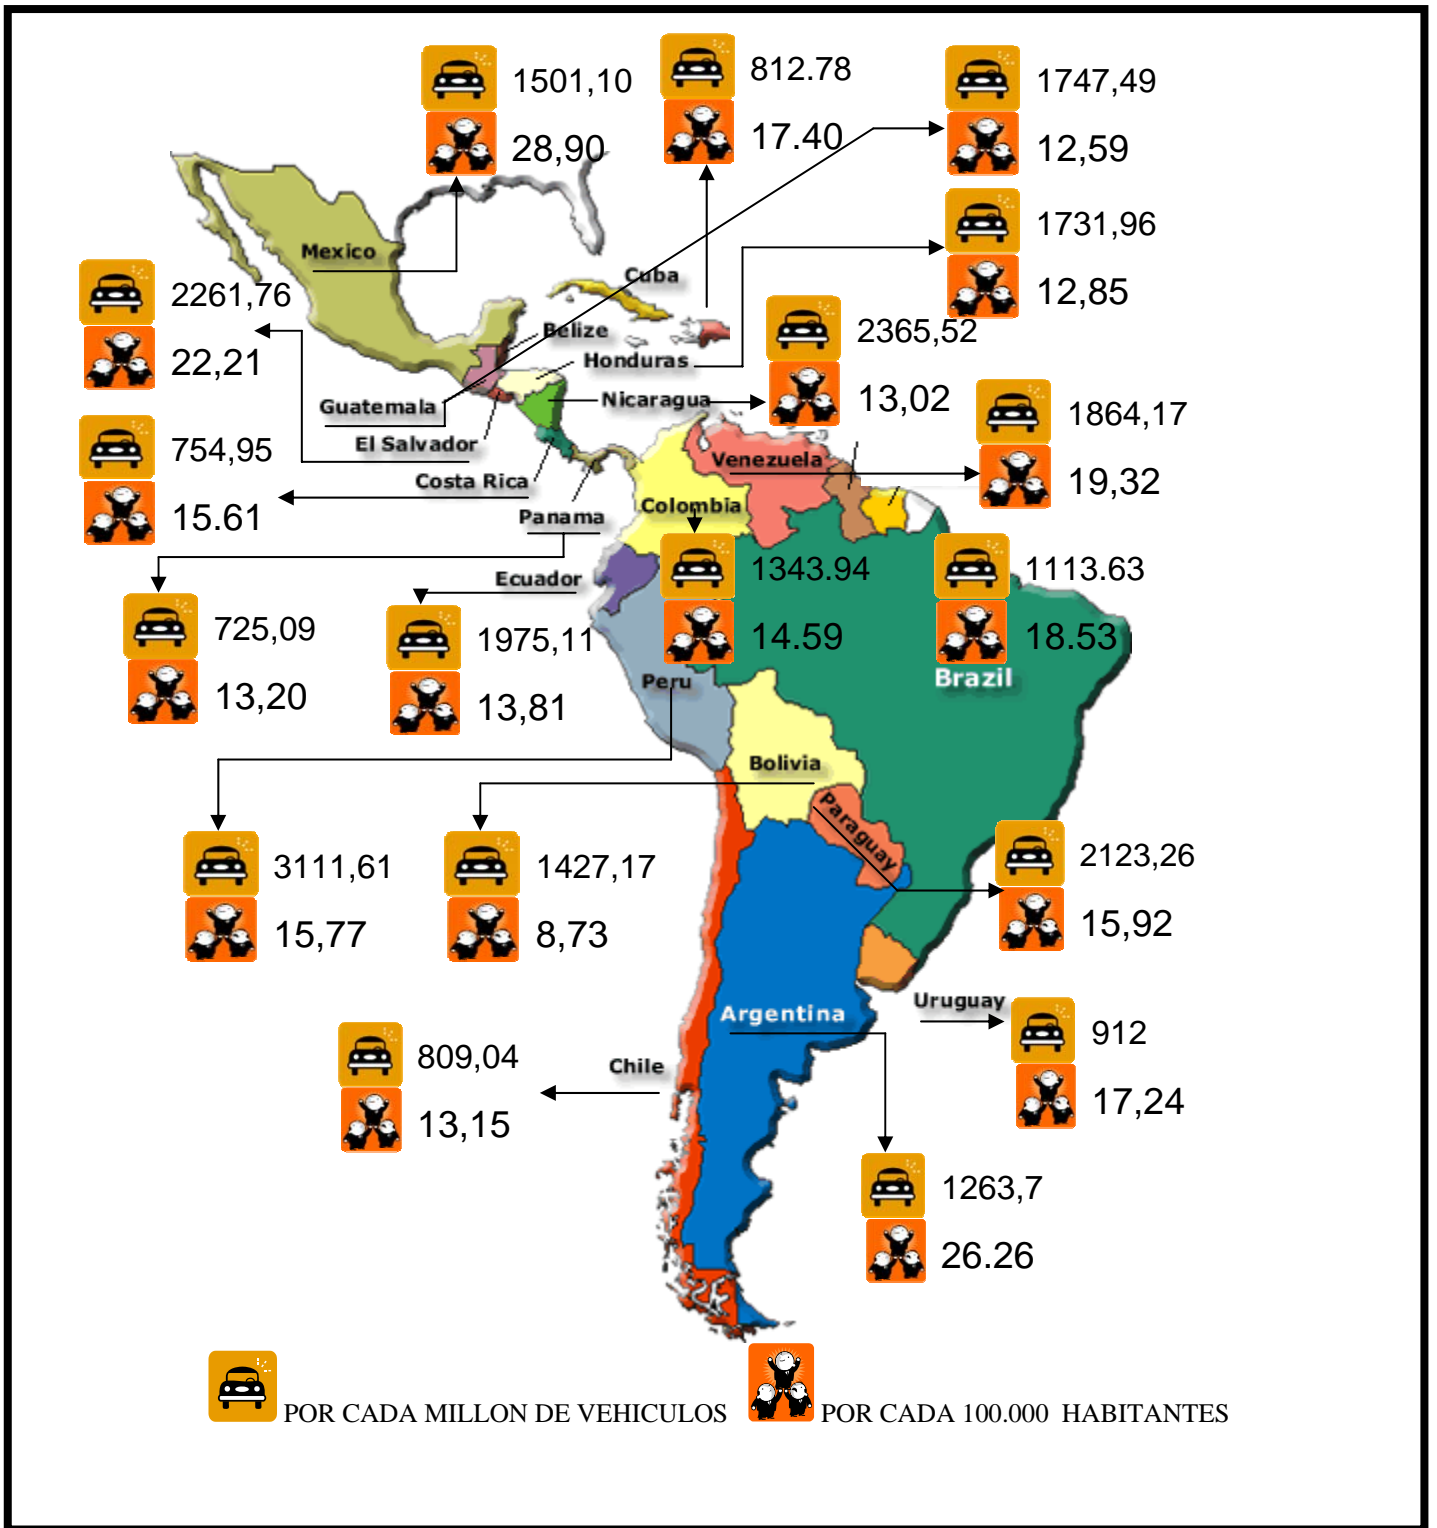 1501,10
28,90
812.78
17.40
1747,49
12,59
1731,96
12,85
Mexico
Cuba
2261,76
22,21
Belize
Honduras
2365,52
13,02
Guatemala
Nicaragua
El Salvador
754,95
15.61
Costa Rica
Venezuela
1864,17
19,32
Panama
Colombia
Ecuador
1343.94
14.59
1113.63
18.53
Brazil
725,09
13,20
1975,11
13,81
Peru
Bolivia
Paraguay
3111,61
15,77
1427,17
8,73
2123,26
15,92
Argentina
Uruguay
912
17,24
Chile
809,04
13,15
1263,7
26.26
POR CADA MILLON DE VEHICULOS
POR CADA 100.000 HABITANTES